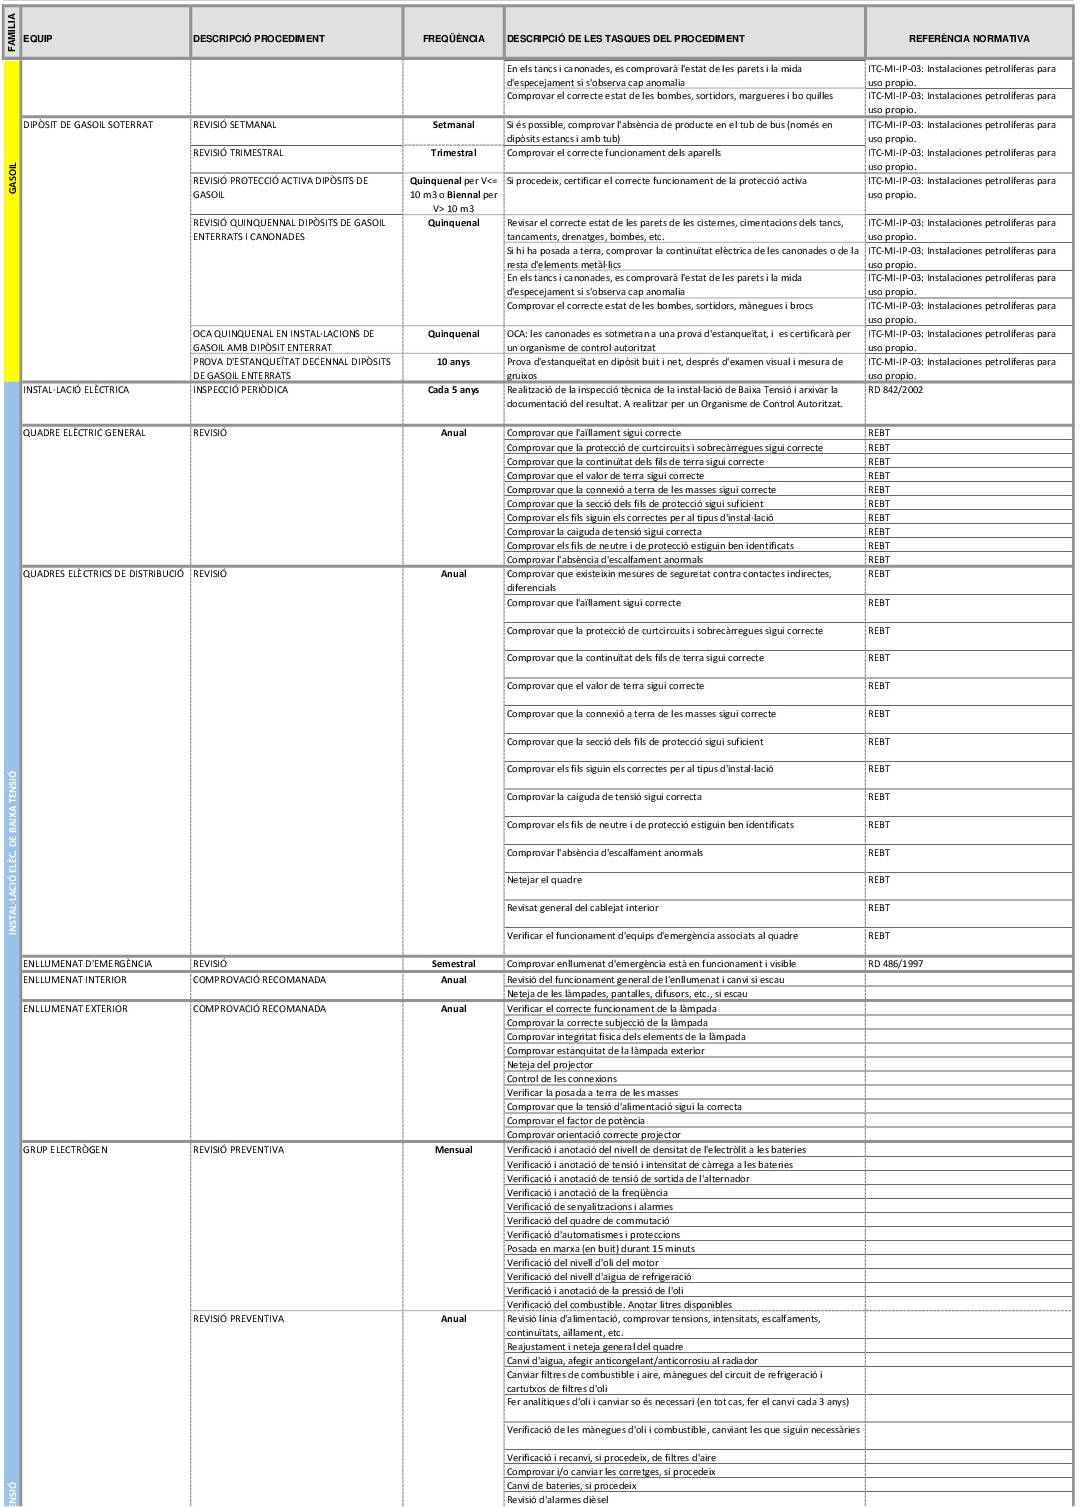 FAMILIA
EQUIP
DESCRIPCIÓ PROCEDIMENT
FREQÜÈNCIA
DESCRIPCIÓ DE LES TASQUES DEL PROCEDIMENT
REFERÈNCIA NORMATIVA
GASOIL
En els tancs i canonades, es comprovarà l'estat de les parets i la mida
d'especejament si s'observa cap anomalia
ITC-MI-IP-03: Instalaciones petrolíferas para
uso propio.
Comprovar el correcte estat de les bombes, sortidors, margueres i bo quilles
ITC-MI-IP-03: Instalaciones petrolíferas para
uso propio.
DIPÒSIT DE GASOIL SOTERRAT
REVISIÓ SETMANAL
Setmanal
Si és possible, comprovar l'absència de producte en el tub de bus (només en
dipòsits estancs i amb tub)
ITC-MI-IP-03: Instalaciones petrolíferas para
uso propio.
REVISIÓ TRIMESTRAL
Trimestral
Comprovar el correcte funcionament dels aparells
ITC-MI-IP-03: Instalaciones petrolíferas para
uso propio.
REVISIÓ PROTECCIÓ ACTIVA DIPÒSITS DE
GASOIL
Quinquenal per V<=
10 m3 o Biennal per
V> 10 m3
Si procedeix, certificar el correcte funcionament de la protecció activa
ITC-MI-IP-03: Instalaciones petrolíferas para
uso propio.
REVISIÓ QUINQUENNAL DIPÒSITS DE GASOIL
ENTERRATS I CANONADES
Quinquenal
Revisar el correcte estat de les parets de les cisternes, cimentacions dels tancs,
tancaments, drenatges, bombes, etc.
ITC-MI-IP-03: Instalaciones petrolíferas para
uso propio.
Si hi ha posada a terra, comprovar la continuïtat elèctrica de les canonades o de la
resta d'elements metàl·lics
ITC-MI-IP-03: Instalaciones petrolíferas para
uso propio.
En els tancs i canonades, es comprovarà l'estat de les parets i la mida
d'especejament si s'observa cap anomalia
ITC-MI-IP-03: Instalaciones petrolíferas para
uso propio.
Comprovar el correcte estat de les bombes, sortidors, mànegues i brocs
ITC-MI-IP-03: Instalaciones petrolíferas para
uso propio.
OCA QUINQUENAL EN INSTAL·LACIONS DE
GASOIL AMB DIPÒSIT ENTERRAT
Quinquenal
OCA: les canonades es sotmetran a una prova d'estanqueïtat, i es certificarà per
un organisme de control autoritzat
ITC-MI-IP-03: Instalaciones petrolíferas para
uso propio.
PROVA D'ESTANQUEÏTAT DECENNAL DIPÒSITS
DE GASOIL ENTERRATS
10 anys
Prova d'estanqueïtat en dipòsit buit i net, després d'examen visual i mesura de
gruixos
ITC-MI-IP-03: Instalaciones petrolíferas para
uso propio.
INSTAL·LACIÓ ELÈC. DE BAIXA TENSIÓ
INSTAL·LACIÓ ELÈCTRICA
INSPECCIÓ PERIÒDICA
Cada 5 anys
Realització de la inspecció tècnica de la instal·lació de Baixa Tensió i arxivar la
documentació del resultat. A realitzar per un Organisme de Control Autoritzat.
RD 842/2002
QUADRE ELÈCTRIC GENERAL
REVISIÓ
Anual
Comprovar que l'aïllament sigui correcte
REBT
Comprovar que la protecció de curtcircuits i sobrecàrregues sigui correcte
REBT
Comprovar que la continuïtat dels fils de terra sigui correcte
REBT
Comprovar que el valor de terra sigui correcte
REBT
Comprovar que la connexió a terra de les masses sigui correcte
REBT
Comprovar que la secció dels fils de protecció sigui suficient
REBT
Comprovar els fils siguin els correctes per al tipus d'instal·lació
REBT
Comprovar la caiguda de tensió sigui correcta
REBT
Comprovar els fils de neutre i de protecció estiguin ben identificats
REBT
Comprovar l'absència d'escalfament anormals
REBT
QUADRES ELÈCTRICS DE DISTRIBUCIÓ
REVISIÓ
Anual
Comprovar que existeixin mesures de seguretat contra contactes indirectes,
diferencials
REBT
Comprovar que l'aïllament sigui correcte
REBT
Comprovar que la protecció de curtcircuits i sobrecàrregues sigui correcte
REBT
Comprovar que la continuïtat dels fils de terra sigui correcte
REBT
Comprovar que el valor de terra sigui correcte
REBT
Comprovar que la connexió a terra de les masses sigui correcte
REBT
Comprovar que la secció dels fils de protecció sigui suficient
REBT
Comprovar els fils siguin els correctes per al tipus d'instal·lació
REBT
Comprovar la caiguda de tensió sigui correcta
REBT
Comprovar els fils de neutre i de protecció estiguin ben identificats
REBT
Comprovar l'absència d'escalfament anormals
REBT
Netejar el quadre
REBT
Revisat general del cablejat interior
REBT
Verificar el funcionament d'equips d'emergència associats al quadre
REBT
ENLLUMENAT D'EMERGÈNCIA
REVISIÓ
Semestral
Comprovar enllumenat d'emergència està en funcionament i visible
RD 486/1997
ENLLUMENAT INTERIOR
COMPROVACIÓ RECOMANADA
Anual
Revisió del funcionament general de l'enllumenat i canvi si escau
Neteja de les làmpades, pantalles, difusors, etc., si escau
ENLLUMENAT EXTERIOR
COMPROVACIÓ RECOMANADA
Anual
Verificar el correcte funcionament de la làmpada
Comprovar la correcte subjecció de la làmpada
Comprovar integritat física dels elements de la làmpada
Comprovar estanquitat de la làmpada exterior
Neteja del projector
Control de les connexions
Verificar la posada a terra de les masses
Comprovar que la tensió d'alimentació sigui la correcta
Comprovar el factor de potència
Comprovar orientació correcte projector
GRUP ELECTRÒGEN
REVISIÓ PREVENTIVA
Mensual
Verificació i anotació del nivell de densitat de l'electròlit a les bateries
Verificació i anotació de tensió i intensitat de càrrega a les bateries
Verificació i anotació de tensió de sortida de l'alternador
Verificació i anotació de la freqüència
Verificació de senyalitzacions i alarmes
Verificació del quadre de commutació
Verificació d'automatismes i proteccions
Posada en marxa (en buit) durant 15 minuts
Verificació del nivell d'oli del motor
Verificació del nivell d'aigua de refrigeració
Verificació i anotació de la pressió de l'oli
Verificació del combustible. Anotar litres disponibles
REVISIÓ PREVENTIVA
Anual
Revisió línia d'alimentació, comprovar tensions, intensitats, escalfaments,
continuïtats, aïllament, etc.
Reajustament i neteja general del quadre
Canvi d'aigua, afegir anticongelant/anticorrosiu al radiador
Canviar filtres de combustible i aire, mànegues del circuit de refrigeració i
cartutxos de filtres d'oli
Fer analítiques d'oli i canviar so és necessari (en tot cas, fer el canvi cada 3 anys)
Verificació de les mànegues d'oli i combustible, canviant les que siguin necessàries
Verificació i recanvi, si procedeix, de filtres d'aire
Comprovar i/o canviar les corretges, si procedeix
Canvi de bateries, si procedeix
Revisió d'alarmes dièsel
ENSIÓ